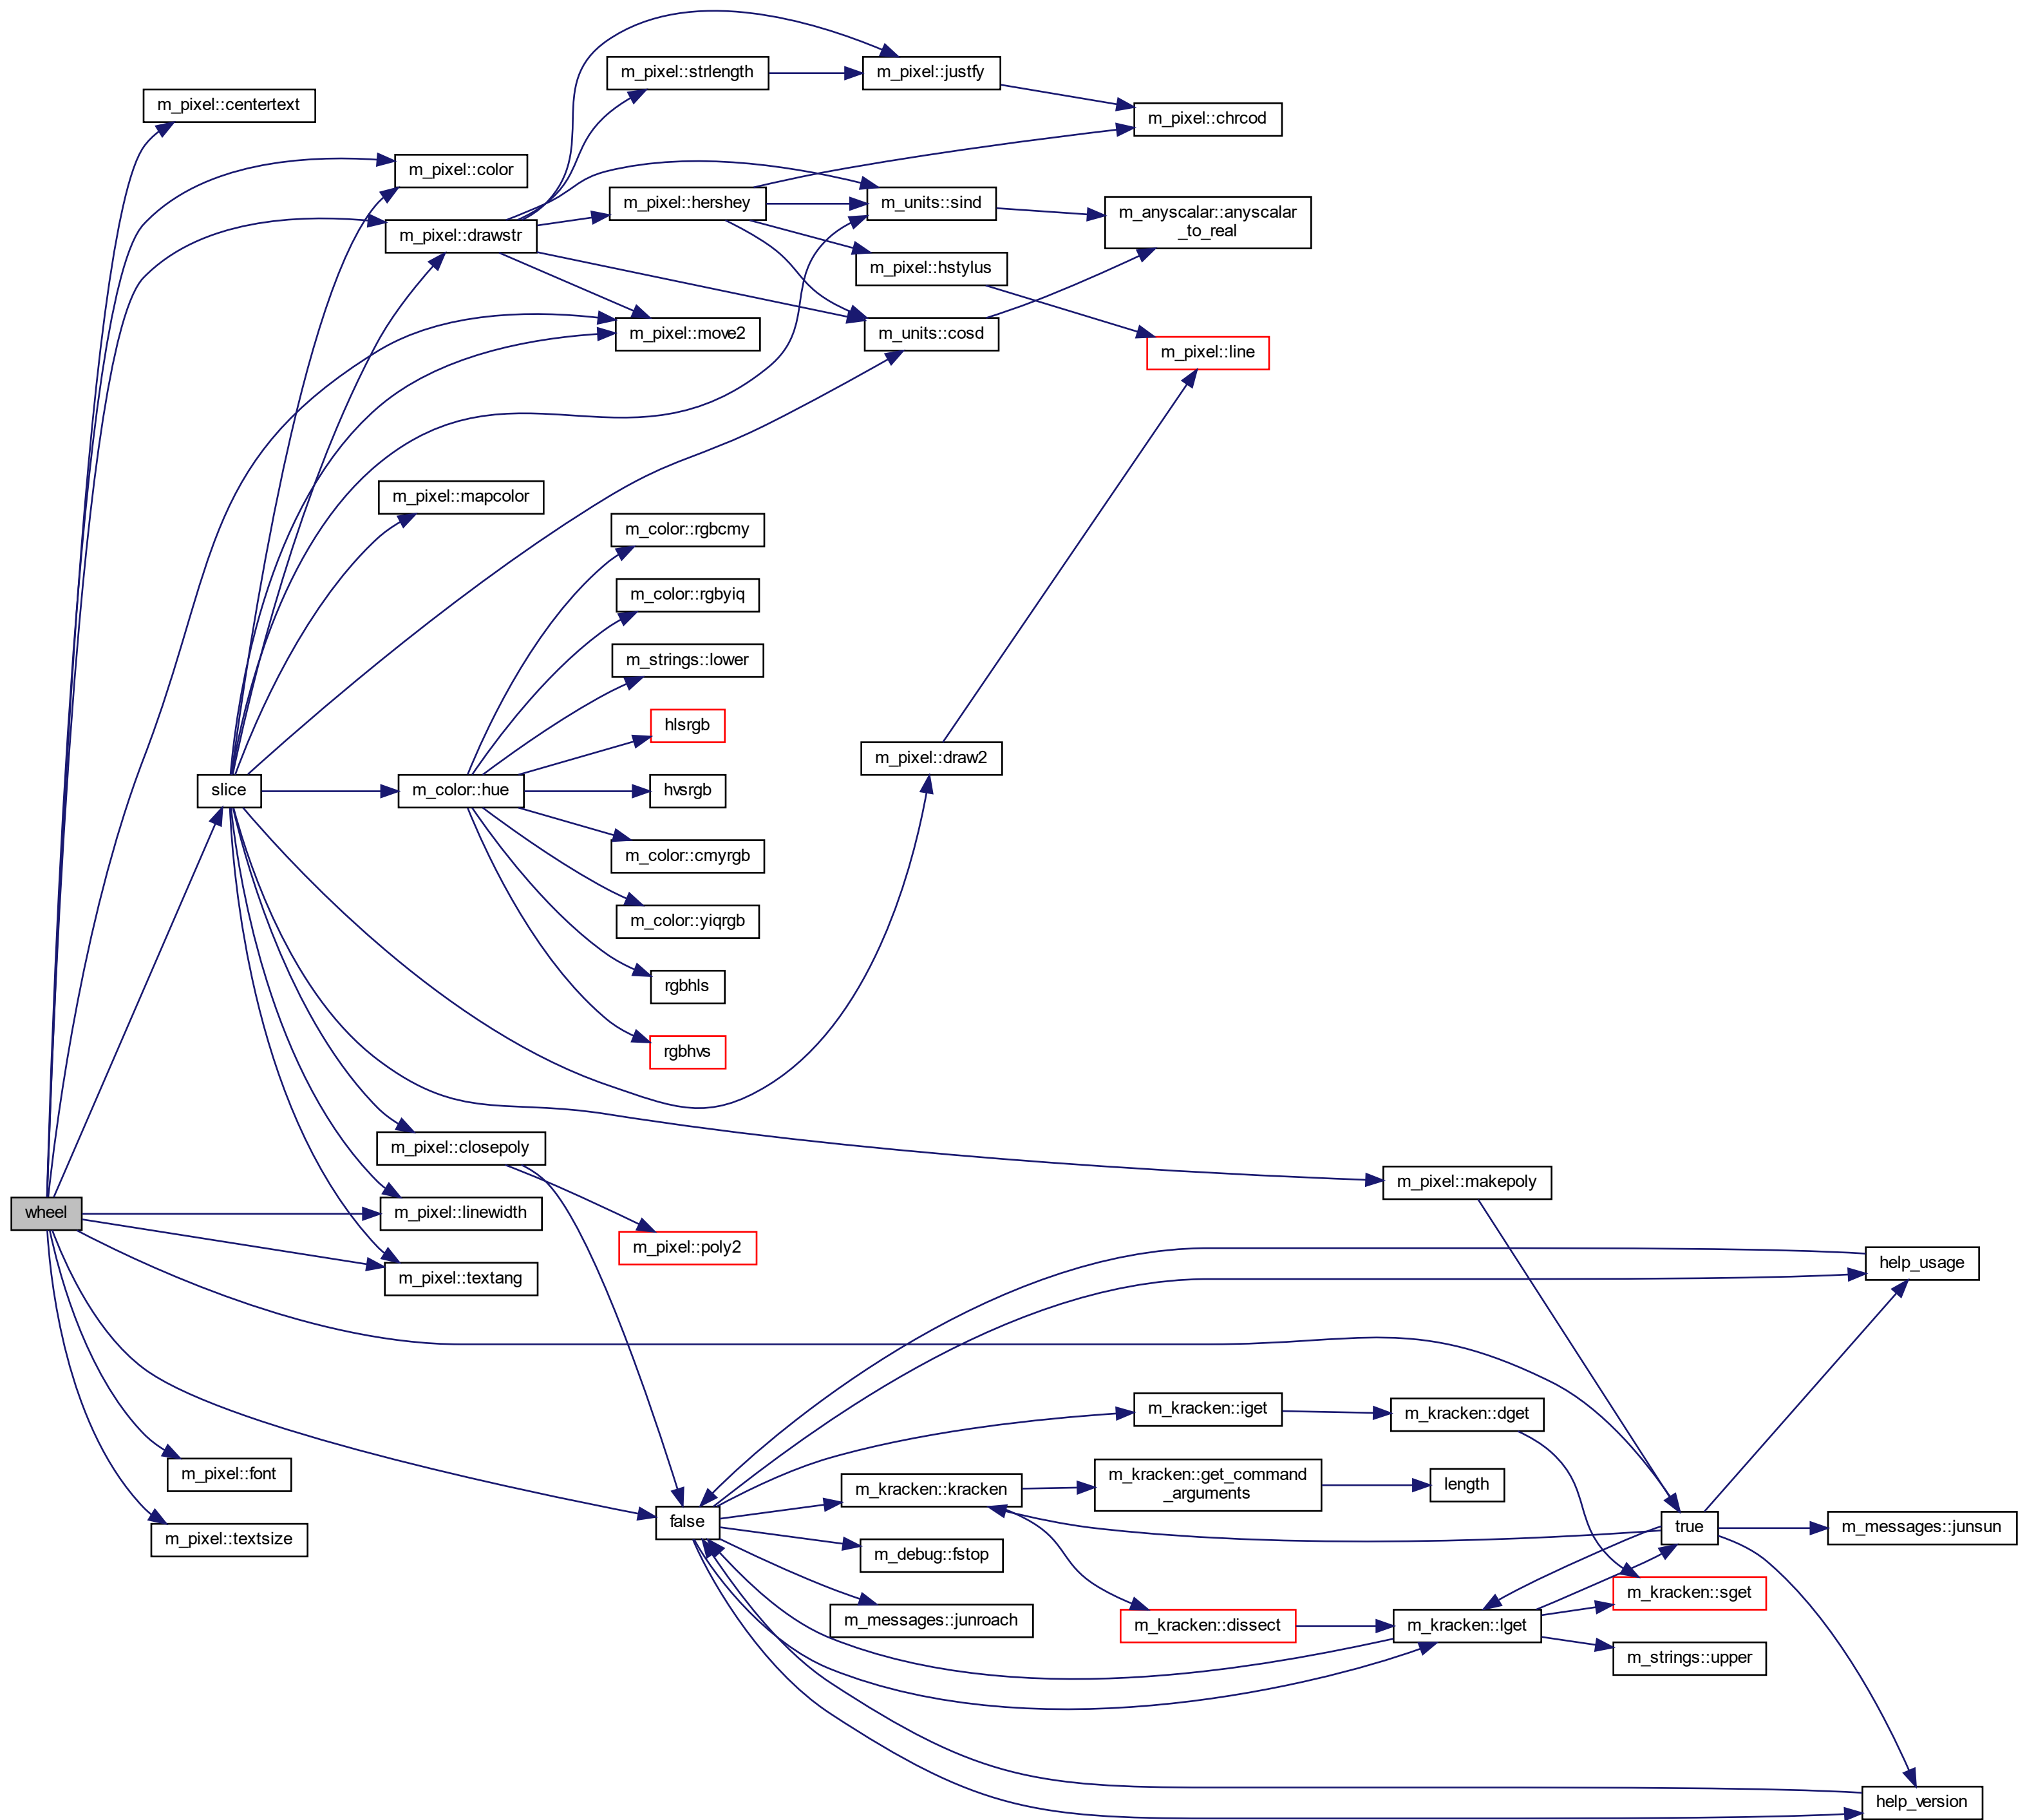 m_pixel::strlength
m_pixel::justfy
m_pixel::centertext
m_pixel::chrcod
m_pixel::color
m_pixel::hershey
m_units::sind
m_anyscalar::anyscalar
_to_real
m_pixel::drawstr
m_pixel::hstylus
m_pixel::move2
m_units::cosd
m_pixel::line
m_pixel::mapcolor
m_color::rgbcmy
m_color::rgbyiq
m_strings::lower
hlsrgb
m_pixel::draw2
slice
m_color::hue
hvsrgb
m_color::cmyrgb
m_color::yiqrgb
rgbhls
rgbhvs
m_pixel::closepoly
m_pixel::makepoly
wheel
m_pixel::linewidth
m_pixel::poly2
help_usage
m_pixel::textang
m_kracken::iget
m_kracken::dget
m_pixel::font
m_kracken::kracken
m_kracken::get_command
_arguments
length
false
true
m_messages::junsun
m_pixel::textsize
m_debug::fstop
m_kracken::sget
m_messages::junroach
m_kracken::dissect
m_kracken::lget
m_strings::upper
help_version